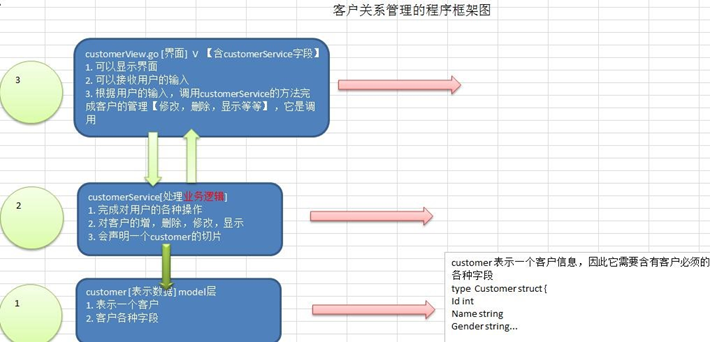 客户关系管理的程序框架图
3
customerView.go [界面] V 【含customerService字段】
1. 可以显示界面
2. 可以接收用户的输入
3. 根据用户的输入，调用customerService的方法完
成客户的管理【修改，删除，显示等等】，它是调
用
2
customerService[处理业务逻辑]
1. 完成对用户的各种操作
2. 对客户的增，删除，修改，显示
3. 会声明一个customer的切片
1
customer [表示数据] model层
1. 表示一个客户
2. 客户各种字段
customer 表示一个客户信息，因此它需要含有客户必须的
各种字段
type Customer struct {
Id int
Name string
Gender string...